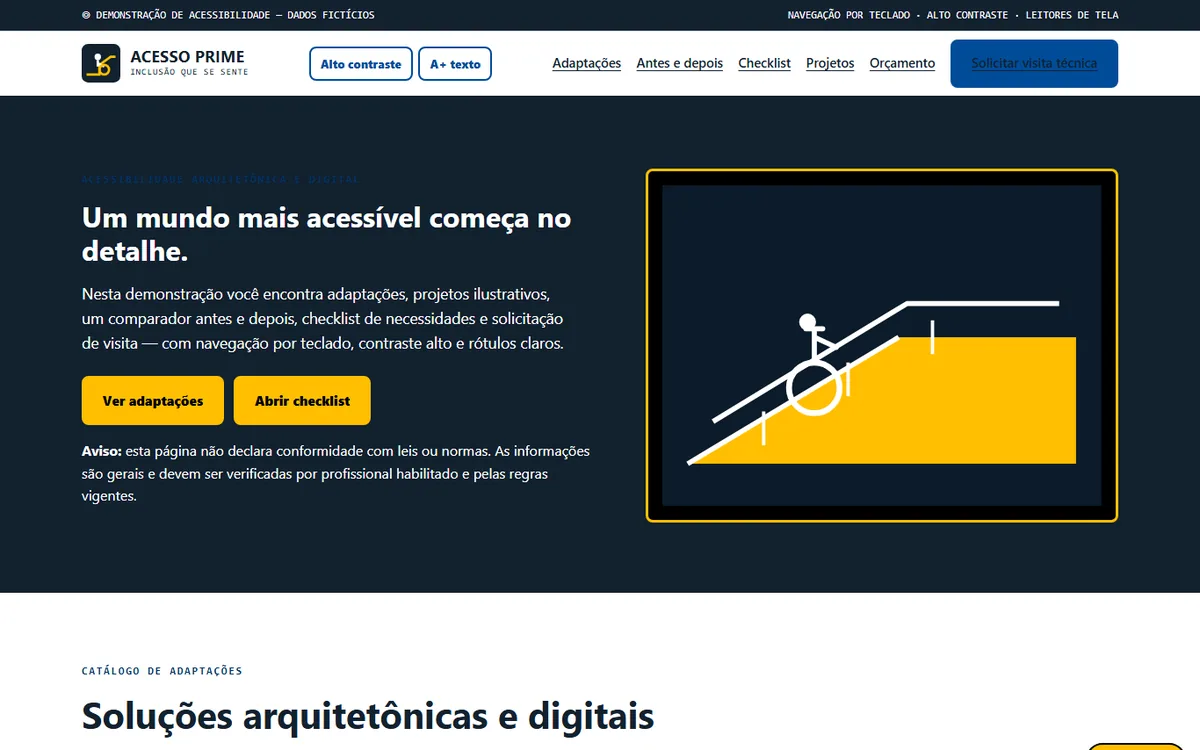 © DEMONSTRAÇÃO DE ACESSIBILIDADE — DADOS FICTÍCIOS
NAVEGAÇÃO POR TECLADO · ALTO CONTRASTE · LEITORES DE TELA
ACESSO PRIME
INCLUSÃO QUE SE SENTE
Alto contraste
A+ texto
Adaptações
Antes e depois
Checklist
Projetos
Orçamento
Solicitar visita técnica
ACESSIBILIDADE ARQUITETÔNICA E DIGITAL
Um mundo mais acessível começa no
detalhe.
Nesta demonstração você encontra adaptações, projetos ilustrativos,
um comparador antes e depois, checklist de necessidades e solicitação
de visita — com navegação por teclado, contraste alto e rótulos claros.
Ver adaptações
Abrir checklist
Aviso: esta página não declara conformidade com leis ou normas. As informações
são gerais e devem ser verificadas por profissional habilitado e pelas regras
vigentes.
CATÁLOGO DE ADAPTAÇÕES
Soluções arquitetônicas e digitais